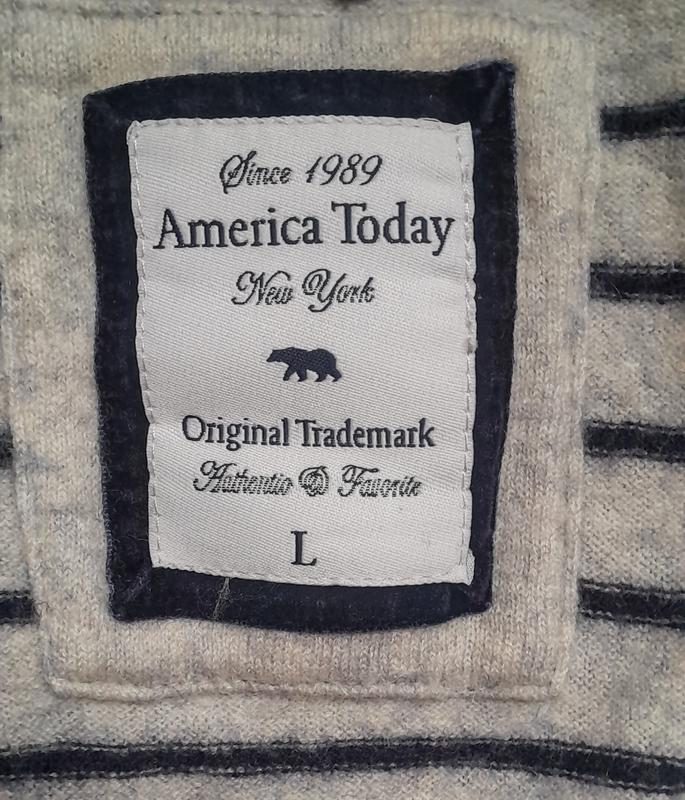 Since 1989
America Today
New York
Original Trademark
Authentic & Favorite
L